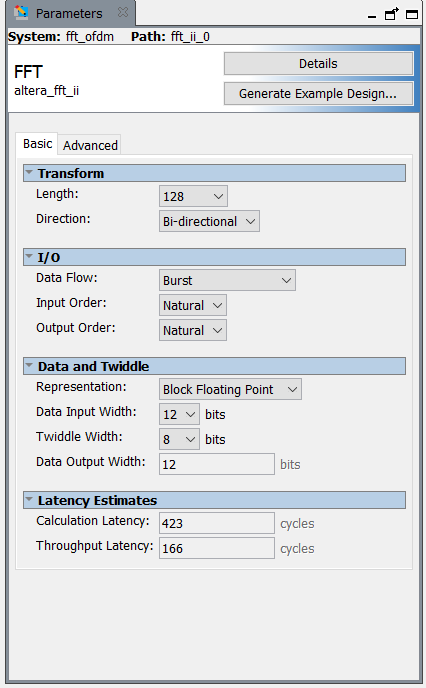 Parameters
System: fft_ofdm Path: fft_ii_0
FFT
altera_fft_ii
Details
Generate Example Design...
Basic Advanced
Transform
Length: 128
Direction: Bi-directional
I/O
Data Flow: Burst
Input Order: Natural
Output Order: Natural
Data and Twiddle
Representation: Block Floating Point
Data Input Width: 12 bits
Twiddle Width: 8 bits
Data Output Width: 12 bits
Latency Estimates
Calculation Latency: 423 cycles
Throughput Latency: 166 cycles